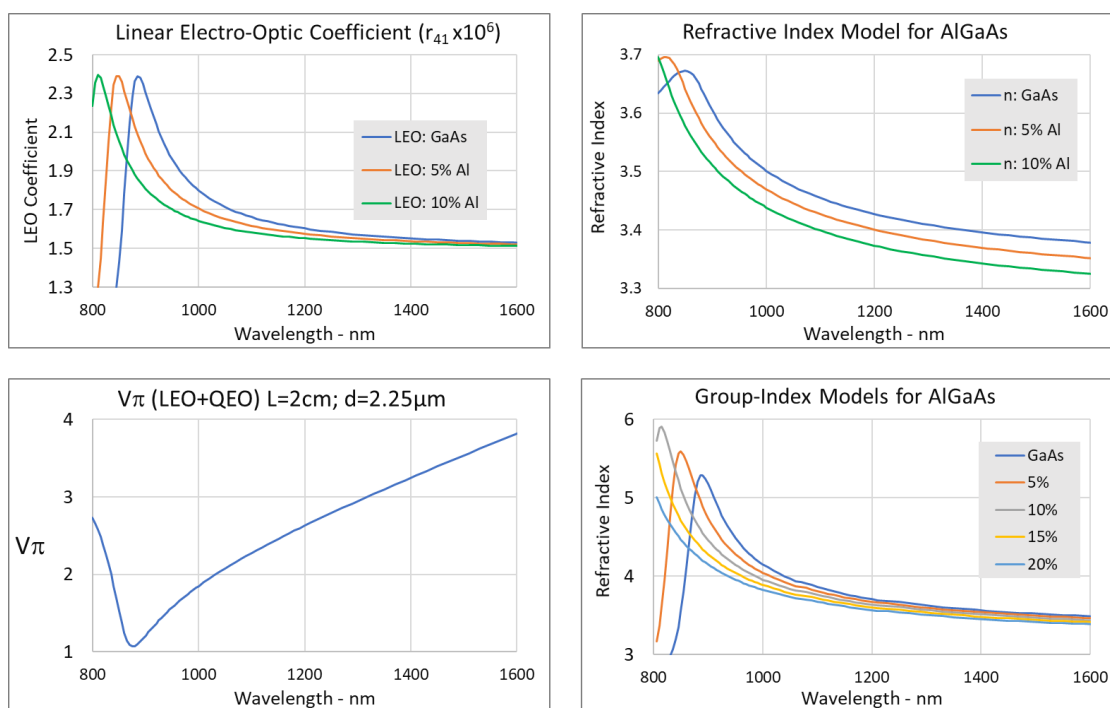 Linear Electro-Optic Coefficient (r41 x10⁶)
LEO Coefficient
2.5
2.3
2.1
1.9
1.7
1.5
1.3
LEO: GaAs
LEO: 5% Al
LEO: 10% Al
800 1000 1200 1400 1600
Wavelength - nm
Refractive Index Model for AlGaAs
Refractive Index
3.7
3.6
3.5
3.4
3.3
n: GaAs
n: 5% Al
n: 10% Al
800 1000 1200 1400 1600
Wavelength - nm
Vπ (LEO+QEO) L=2cm; d=2.25μm
Vπ
4
3
2
1
800 1000 1200 1400 1600
Wavelength - nm
Group-Index Models for AlGaAs
Refractive Index
6
5
4
3
GaAs
5%
10%
15%
20%
800 1000 1200 1400 1600
Wavelength - nm